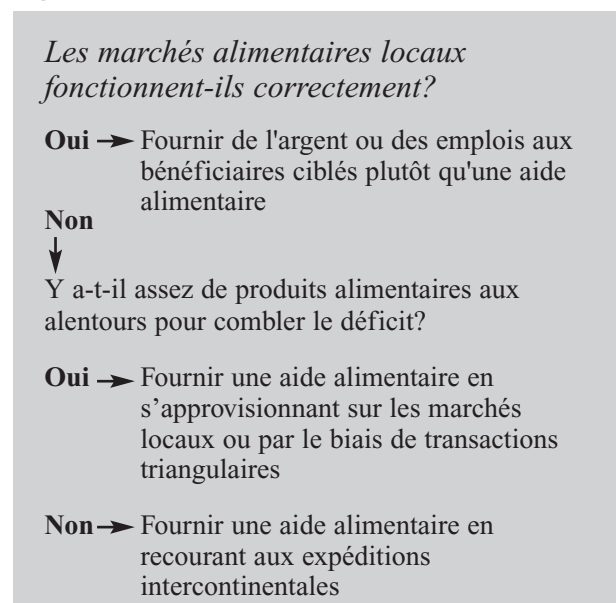 Les marchés alimentaires locaux
fonctionnent-ils correctement?
Oui → Fournir de l'argent ou des emplois aux
bénéficiaires ciblés plutôt qu'une aide
alimentaire
Non
↓
Y a-t-il assez de produits alimentaires aux
alentours pour combler le déficit?
Oui → Fournir une aide alimentaire en
s’approvisionnant sur les marchés
locaux ou par le biais de transactions
triangulaires
Non → Fournir une aide alimentaire en
recourant aux expéditions
intercontinentales